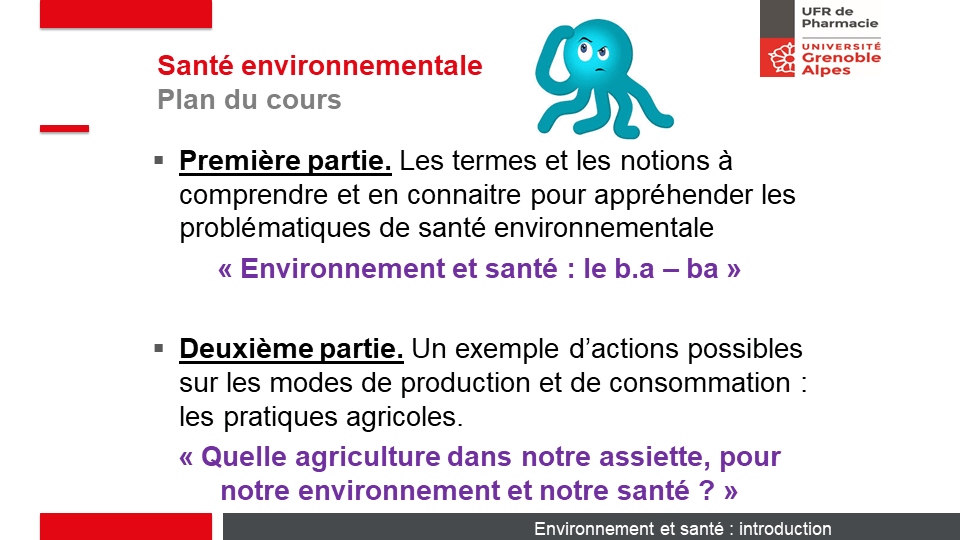 UFR de
Pharmacie
UNIVERSITÉ
Grenoble
Alpes
Santé environnementale
Plan du cours
▪ Première partie. Les termes et les notions à
comprendre et en connaitre pour appréhender les
problématiques de santé environnementale
« Environnement et santé : le b.a – ba »
▪ Deuxième partie. Un exemple d’actions possibles
sur les modes de production et de consommation :
les pratiques agricoles.
« Quelle agriculture dans notre assiette, pour
notre environnement et notre santé ? »
Environnement et santé : introduction